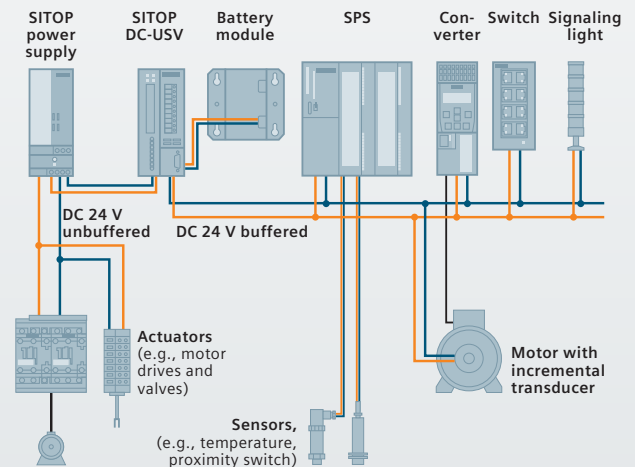 SITOP
power
supply
SITOP
DC-USV
Battery
module
SPS
Con-
verter
Switch
Signaling
light
DC 24 V
unbuffered
DC 24 V buffered
Actuators
(e.g., motor
drives and
valves)
Motor with
incremental
transducer
Sensors,
(e.g., temperature,
proximity switch)